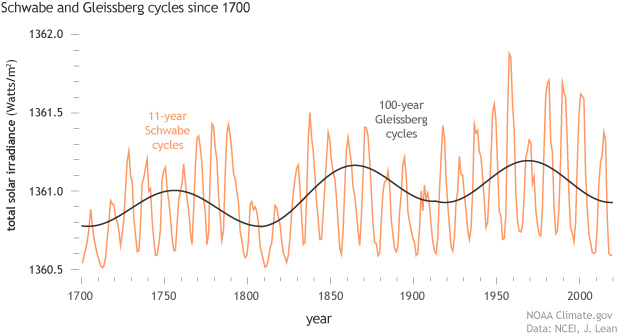 Schwabe and Gleissberg cycles since 1700
1362.0
1361.5
1361.0
1360.5
total solar irradiance (Watts/m²)
11-year
Schwabe
cycles
100-year
Gleissberg
cycles
1700
1750
1800
1850
1900
1950
2000
year
NOAA Climate.gov
Data: NCEI, J. Lean